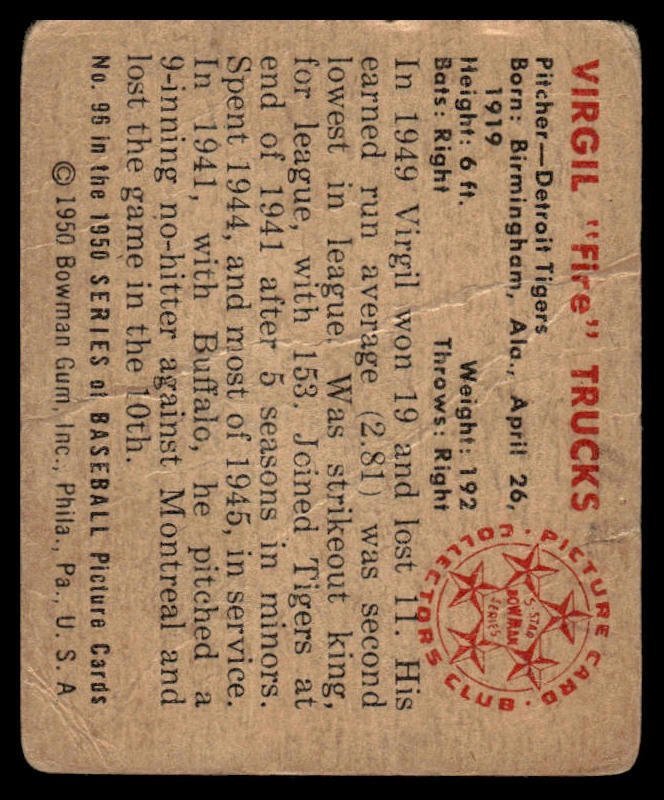 VIRGIL "Fire" TRUCKS
Pitcher—Detroit Tigers
Born: Birmingham, Ala., April 26,
1919
Height: 6 ft. Weight: 192
Bats: Right Throws: Right
In 1949 Virgil won 19 and lost 11. His
earned run average (2.81) was second
lowest in league. Was strikeout king,
for league, with 153. Joined Tigers at
end of 1941 after 5 seasons in minors.
Spent 1944, and most of 1945, in service.
In 1941, with Buffalo, he pitched a
9-inning no-hitter against Montreal and
lost the game in the 10th.
No. 96 in the 1950 SERIES of BASEBALL Picture Cards
© 1950 Bowman Gum, Inc., Phila., Pa., U. S. A
PICTURE CARD
COLLECTORS CLUB
5-STAR
BOWMAN
SERIES